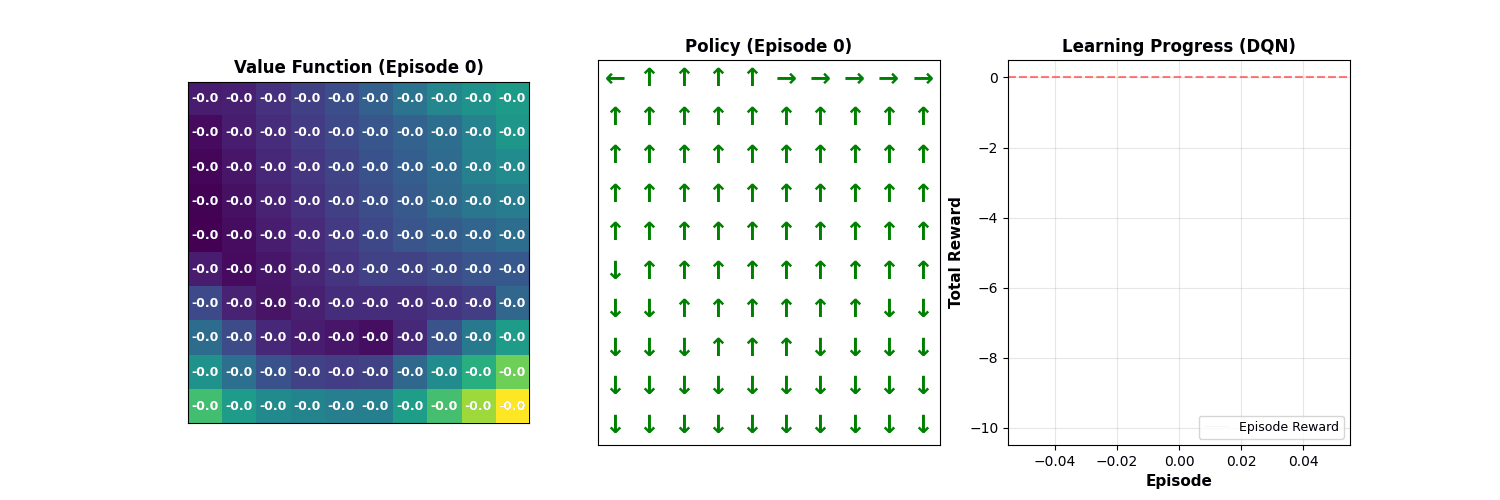 Value Function (Episode 0)
-0.0 -0.0 -0.0 -0.0 -0.0 -0.0 -0.0 -0.0 -0.0 -0.0
-0.0 -0.0 -0.0 -0.0 -0.0 -0.0 -0.0 -0.0 -0.0 -0.0
-0.0 -0.0 -0.0 -0.0 -0.0 -0.0 -0.0 -0.0 -0.0 -0.0
-0.0 -0.0 -0.0 -0.0 -0.0 -0.0 -0.0 -0.0 -0.0 -0.0
-0.0 -0.0 -0.0 -0.0 -0.0 -0.0 -0.0 -0.0 -0.0 -0.0
-0.0 -0.0 -0.0 -0.0 -0.0 -0.0 -0.0 -0.0 -0.0 -0.0
-0.0 -0.0 -0.0 -0.0 -0.0 -0.0 -0.0 -0.0 -0.0 -0.0
-0.0 -0.0 -0.0 -0.0 -0.0 -0.0 -0.0 -0.0 -0.0 -0.0
-0.0 -0.0 -0.0 -0.0 -0.0 -0.0 -0.0 -0.0 -0.0 -0.0
-0.0 -0.0 -0.0 -0.0 -0.0 -0.0 -0.0 -0.0 -0.0 -0.0
Policy (Episode 0)
← ↑ ↑ ↑ ↑ → → → → →
↑ ↑ ↑ ↑ ↑ ↑ ↑ ↑ ↑ ↑
↑ ↑ ↑ ↑ ↑ ↑ ↑ ↑ ↑ ↑
↑ ↑ ↑ ↑ ↑ ↑ ↑ ↑ ↑ ↑
↑ ↑ ↑ ↑ ↑ ↑ ↑ ↑ ↑ ↑
↓ ↑ ↑ ↑ ↑ ↑ ↑ ↑ ↑ ↑
↓ ↓ ↑ ↑ ↑ ↑ ↑ ↑ ↓ ↓
↓ ↓ ↓ ↑ ↑ ↑ ↓ ↓ ↓ ↓
↓ ↓ ↓ ↓ ↓ ↓ ↓ ↓ ↓ ↓
↓ ↓ ↓ ↓ ↓ ↓ ↓ ↓ ↓ ↓
Learning Progress (DQN)
Total Reward
0
−2
−4
−6
−8
−10
Episode Reward
−0.04 −0.02 0.00 0.02 0.04
Episode